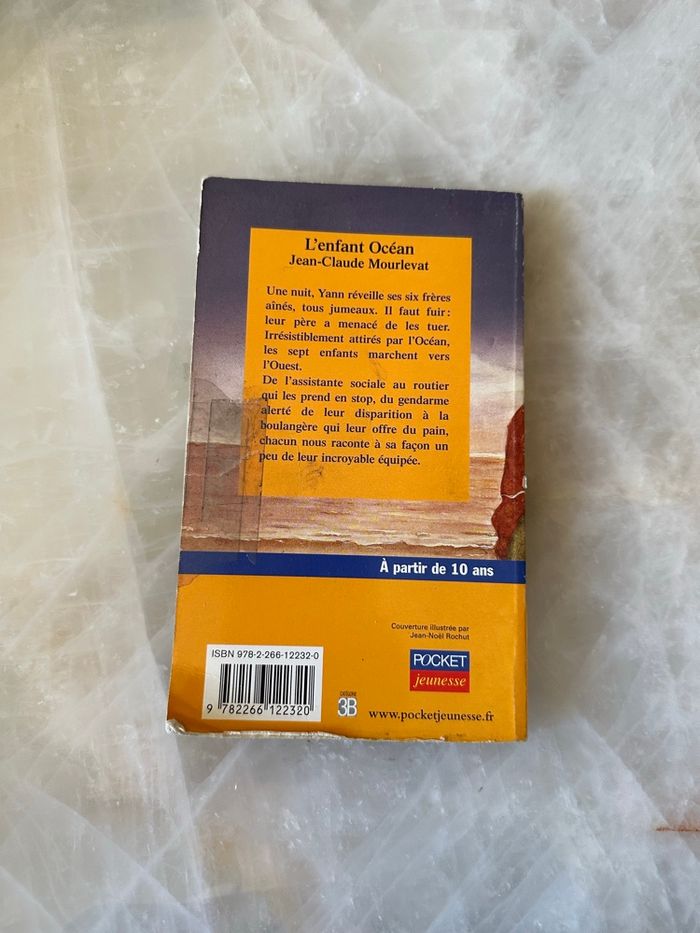 L'enfant Océan
Jean-Claude Mourlevat
Une nuit, Yann réveille ses six frères
aînés, tous jumeaux. Il faut fuir :
leur père a menacé de les tuer.
Irrésistiblement attirés par l'Océan,
les sept enfants marchent vers
l'Ouest.
De l'assistante sociale au routier
qui les prend en stop, du gendarme
alerté de leur disparition à la
boulangère qui leur offre du pain,
chacun nous raconte à sa façon un
peu de leur incroyable équipée.
À partir de 10 ans
Couverture illustrée par
Jean-Noël Rochut
POCKET
jeunesse
ISBN 978-2-266-12232-0
9 782266 122320
CATÉGORIE
3B
www.pocketjeunesse.fr